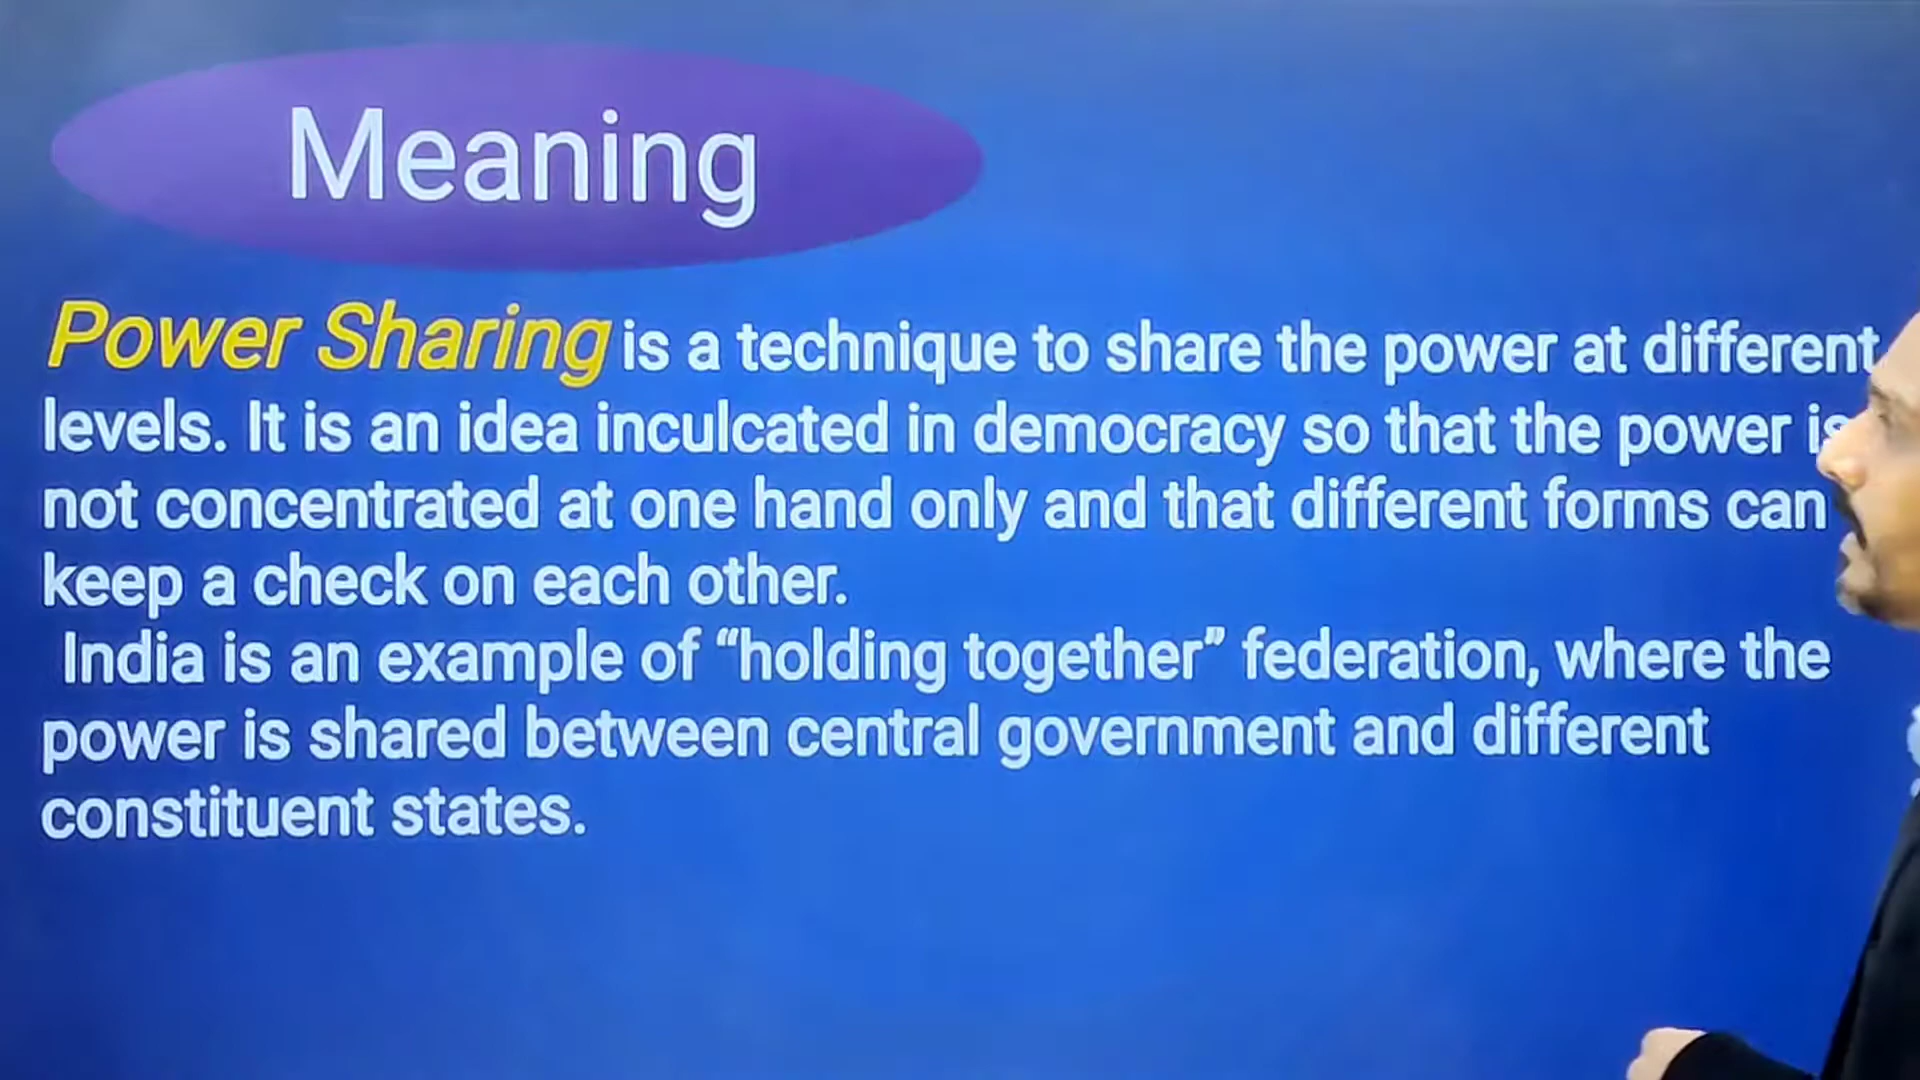 Meaning
Power Sharing is a technique to share the power at different
levels. It is an idea inculcated in democracy so that the power is
not concentrated at one hand only and that different forms can
keep a check on each other.
India is an example of “holding together” federation, where the
power is shared between central government and different
constituent states.